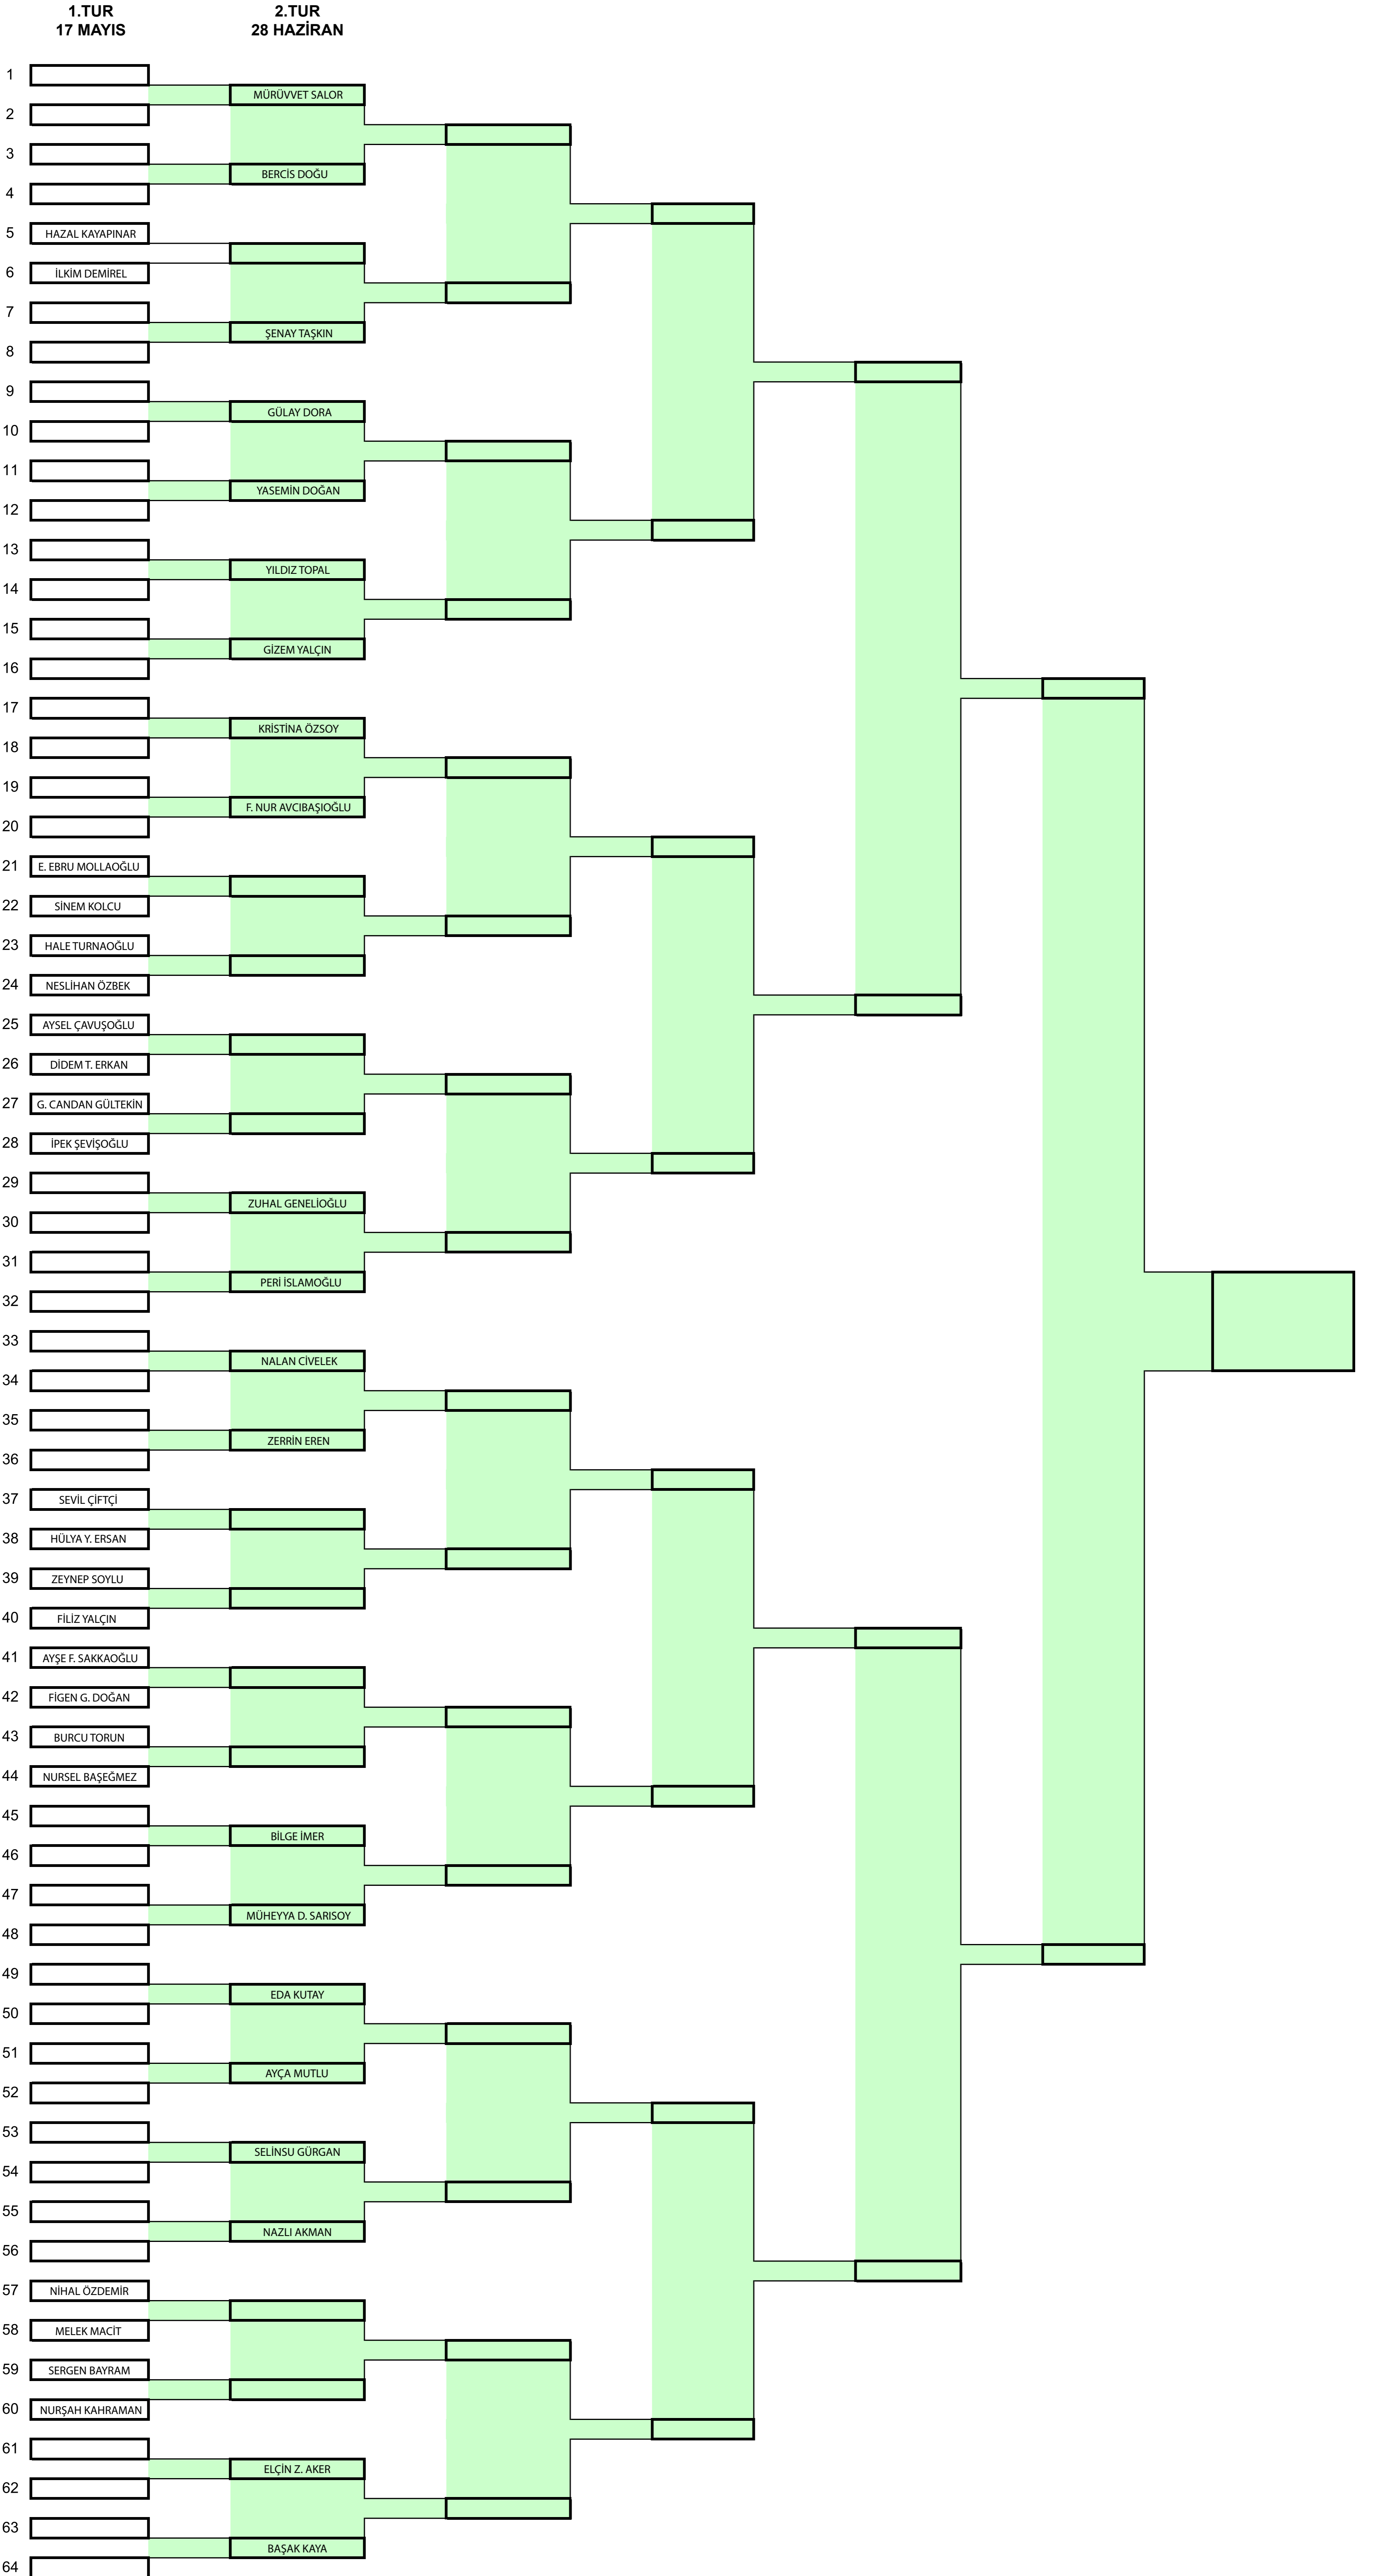 1.TUR
17 MAYIS
2.TUR
28 HAZİRAN
1
MÜRÜVVET SALOR
2
3
BERCİS DOĞU
4
5 HAZAL KAYAPINAR
6 İLKİM DEMİREL
7
ŞENAY TAŞKIN
8
9
GÜLAY DORA
10
11
YASEMİN DOĞAN
12
13
YILDIZ TOPAL
14
15
GİZEM YALÇIN
16
17
KRİSTİNA ÖZSOY
18
19
F. NUR AVCIBAŞIOĞLU
20
21 E. EBRU MOLLAOĞLU
22 SİNEM KOLCU
23 HALE TURNAOĞLU
24 NESLİHAN ÖZBEK
25 AYSEL ÇAVUŞOĞLU
26 DİDEM T. ERKAN
27 G. CANDAN GÜLTEKİN
28 İPEK ŞEVİŞOĞLU
29
ZUHAL GENELİOĞLU
30
31
PERİ İSLAMOĞLU
32
33
NALAN CİVELEK
34
35
ZERRİN EREN
36
37 SEVİL ÇİFTÇİ
38 HÜLYA Y. ERSAN
39 ZEYNEP SOYLU
40 FİLİZ YALÇIN
41 AYŞE F. SAKKAOĞLU
42 FİGEN G. DOĞAN
43 BURCU TORUN
44 NURSEL BAŞEĞMEZ
45
BİLGE İMER
46
47
MÜHEYYA D. SARISOY
48
49
EDA KUTAY
50
51
AYÇA MUTLU
52
53
SELİNSU GÜRGAN
54
55
NAZLI AKMAN
56
57 NİHAL ÖZDEMİR
58 MELEK MACİT
59 SERGEN BAYRAM
60 NURŞAH KAHRAMAN
61
ELÇİN Z. AKER
62
63
BAŞAK KAYA
64